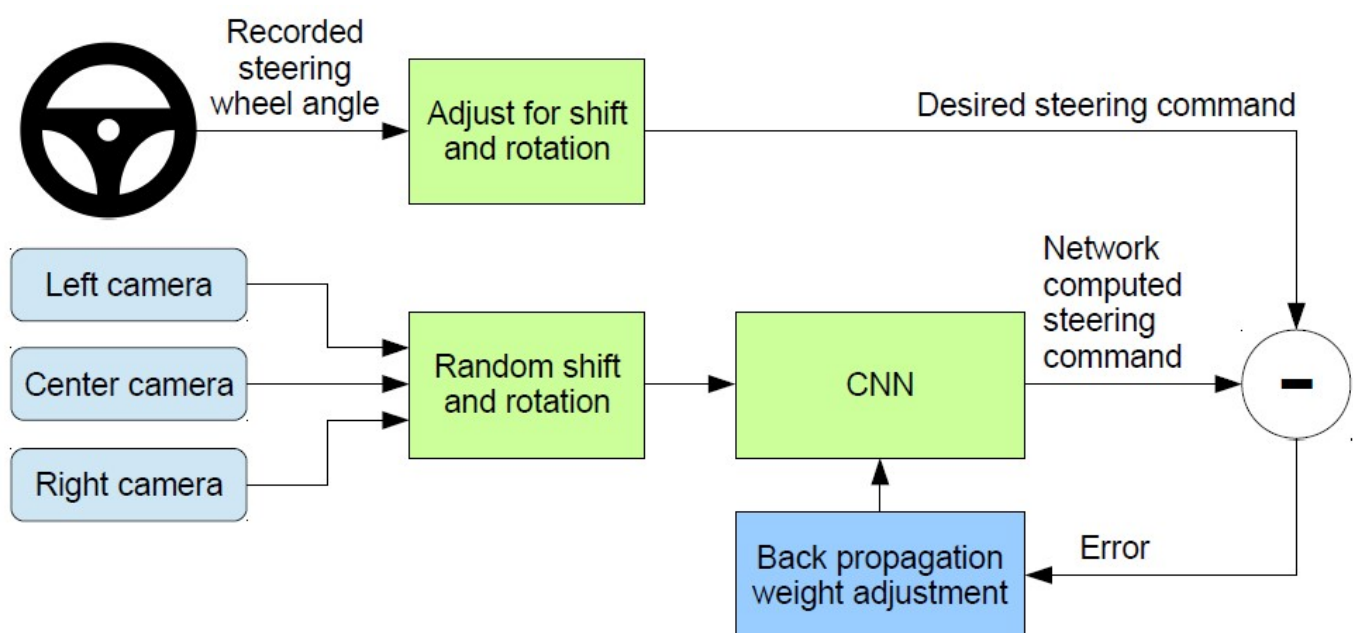 Recorded
steering
wheel angle
Adjust for shift
and rotation
Desired steering command
Left camera
Center camera
Right camera
Random shift
and rotation
CNN
Network
computed
steering
command
-
Back propagation
weight adjustment
Error